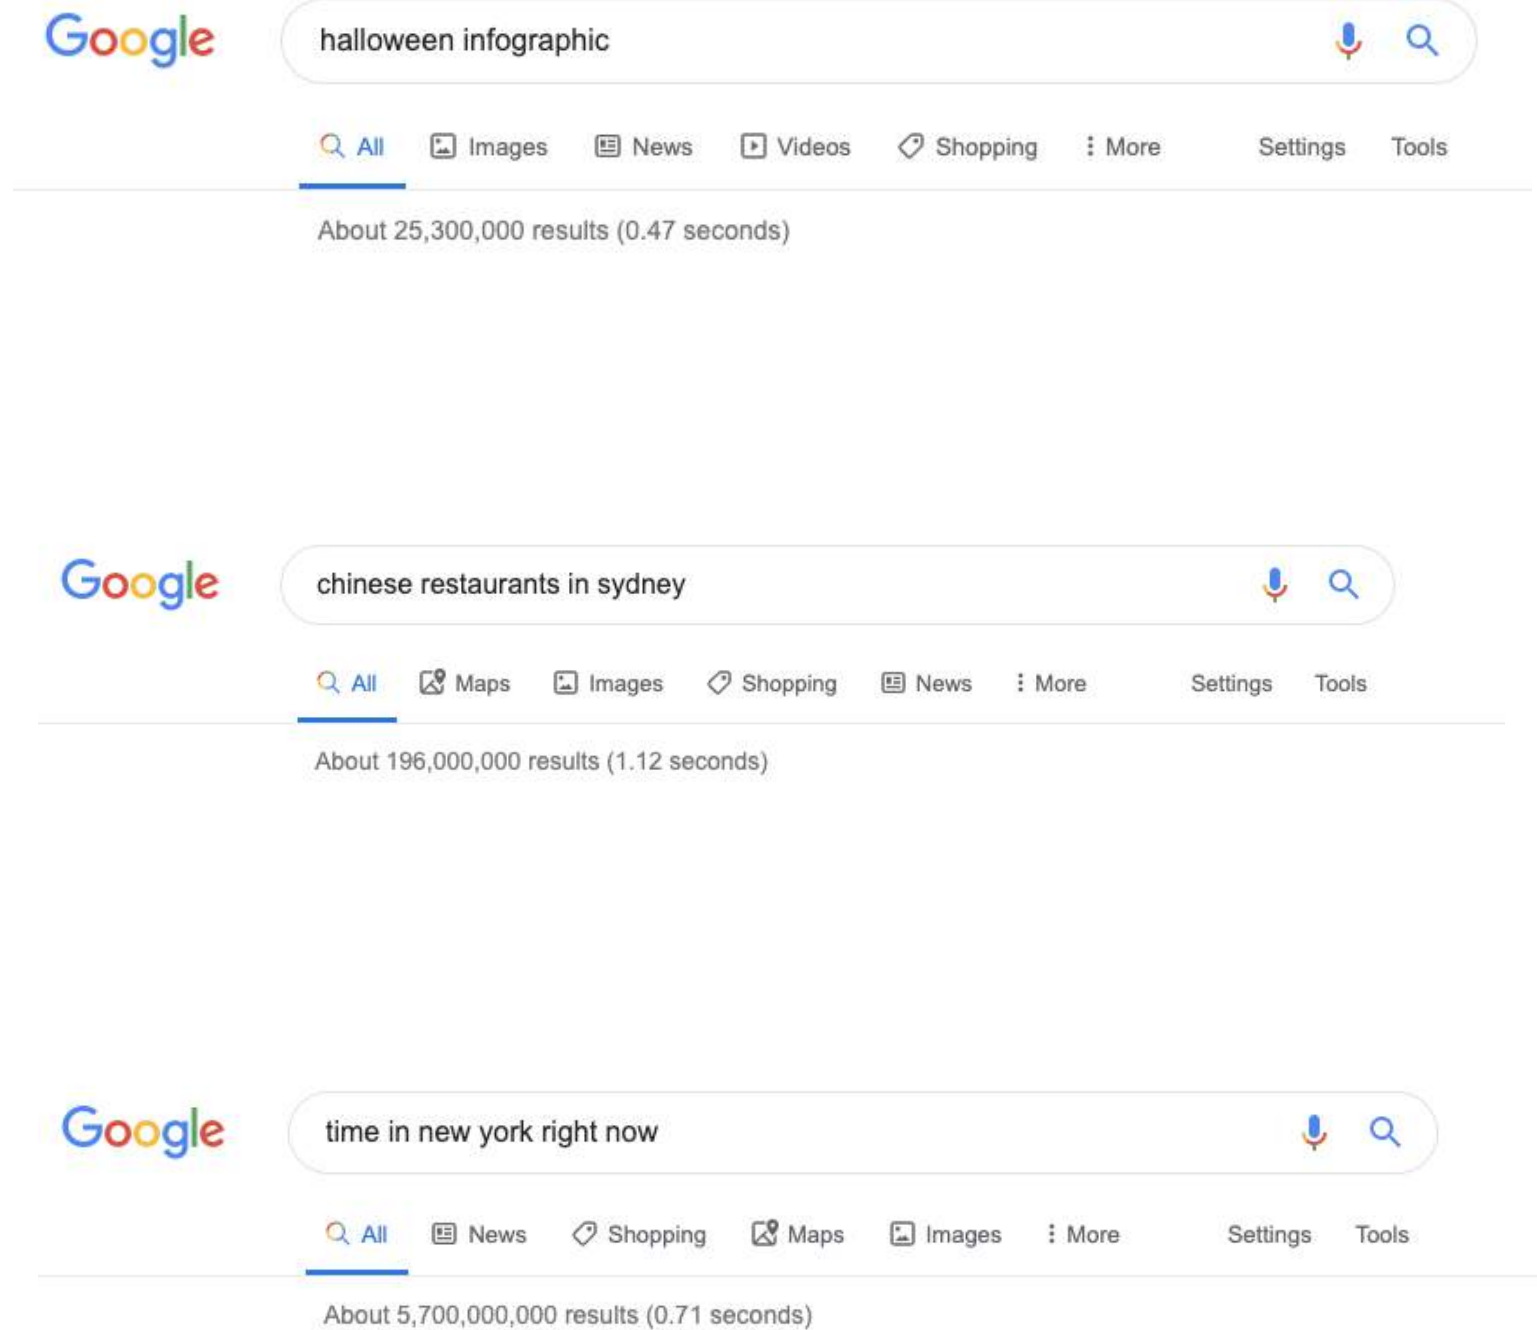 Google halloween infographic
All Images News Videos Shopping More Settings Tools
About 25,300,000 results (0.47 seconds)
Google chinese restaurants in sydney
All Maps Images Shopping News More Settings Tools
About 196,000,000 results (1.12 seconds)
Google time in new york right now
All News Shopping Maps Images More Settings Tools
About 5,700,000,000 results (0.71 seconds)